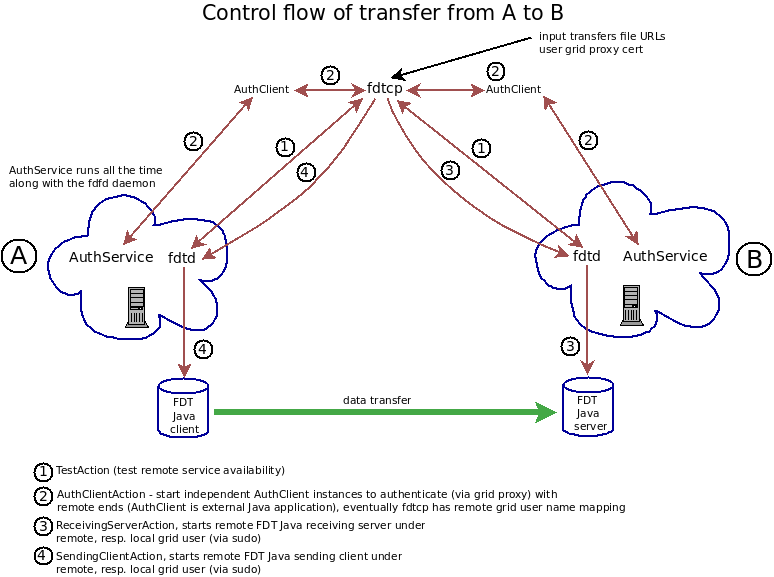 Control flow of transfer from A to B
input transfers file URLs
user grid proxy cert
2
2
AuthClient
fdtcp
AuthClient
2
1
1
2
4
3
AuthService runs all the time
along with the fdfd daemon
A
AuthService
fdtd
fdtd
AuthService
B
4
3
FDT
Java
client
data transfer
FDT
Java
server
1 TestAction (test remote service availability)
2 AuthClientAction - start independent AuthClient instances to authenticate (via grid proxy) with
remote ends (AuthClient is external Java application), eventually fdtcp has remote grid user name mapping
3 ReceivingServerAction, starts remote FDT Java receiving server under
remote, resp. local grid user (via sudo)
4 SendingClientAction, starts remote FDT Java sending client under
remote, resp. local grid user (via sudo)